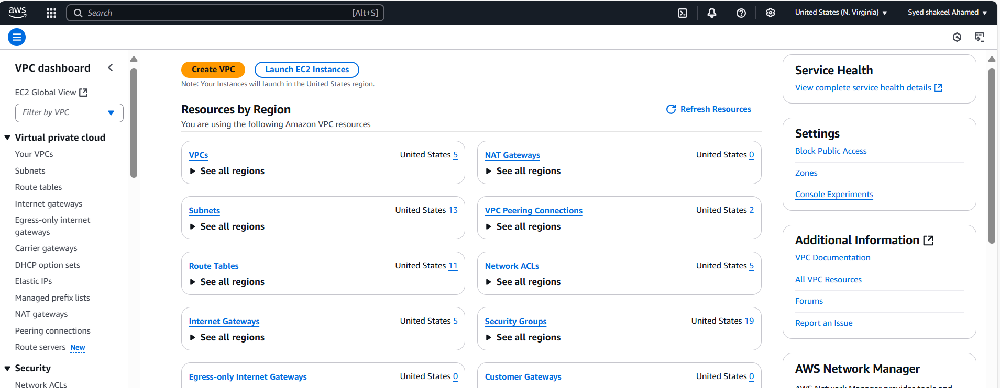 aws
Search [Alt+S]
United States (N. Virginia)
Syed shakeel Ahamed
VPC dashboard
EC2 Global View
Filter by VPC
Virtual private cloud
Your VPCs
Subnets
Route tables
Internet gateways
Egress-only internet
gateways
Carrier gateways
DHCP option sets
Elastic IPs
Managed prefix lists
NAT gateways
Peering connections
Route servers New
Security
Network ACLs
Create VPC
Launch EC2 Instances
Note: Your Instances will launch in the United States region.
Resources by Region
Refresh Resources
You are using the following Amazon VPC resources
VPCs United States 5
See all regions
NAT Gateways United States 0
See all regions
Subnets United States 13
See all regions
VPC Peering Connections United States 2
See all regions
Route Tables United States 11
See all regions
Network ACLs United States 5
See all regions
Internet Gateways United States 5
See all regions
Security Groups United States 19
See all regions
Egress-only Internet Gateways United States 0
Customer Gateways United States 0
Service Health
View complete service health details
Settings
Block Public Access
Zones
Console Experiments
Additional Information
VPC Documentation
All VPC Resources
Forums
Report an Issue
AWS Network Manager
AWS Network Manager provides tools and